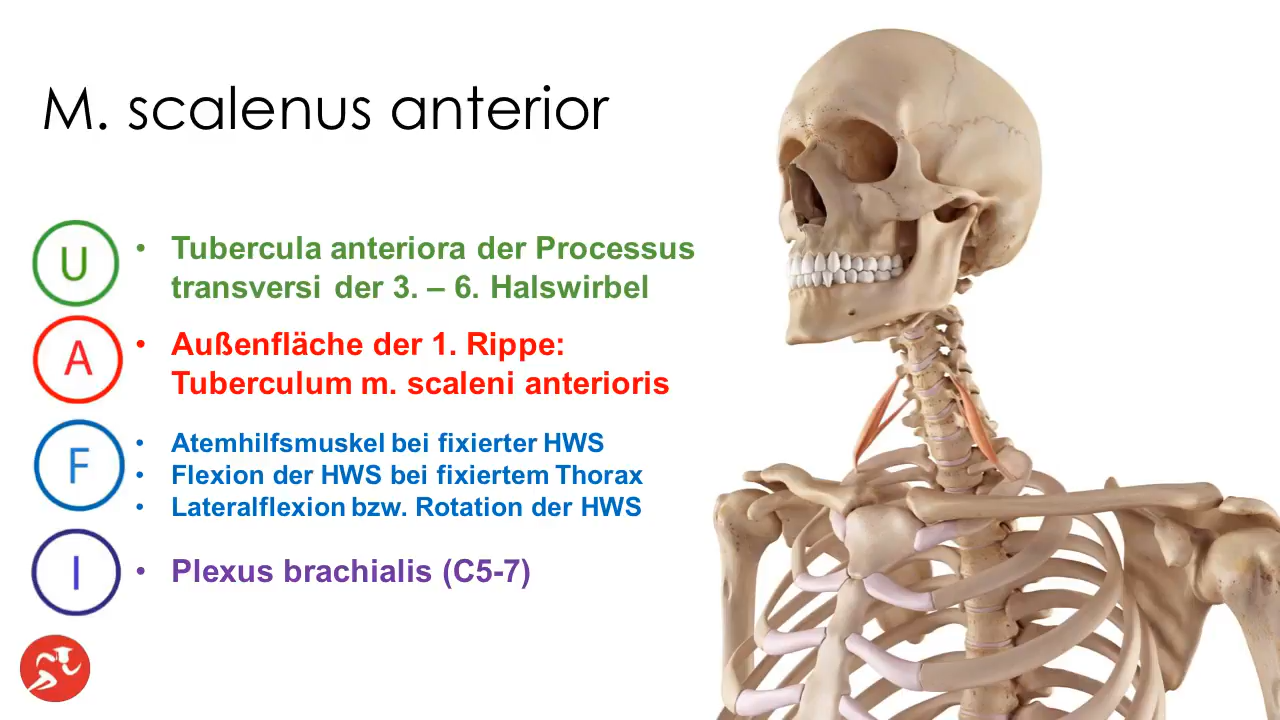 M. scalenus anterior
U
• Tubercula anteriora der Processus
transversi der 3. – 6. Halswirbel
A
• Außenfläche der 1. Rippe:
Tuberculum m. scaleni anterioris
F
• Atemhilfsmuskel bei fixierter HWS
• Flexion der HWS bei fixiertem Thorax
• Lateralflexion bzw. Rotation der HWS
I
• Plexus brachialis (C5-7)